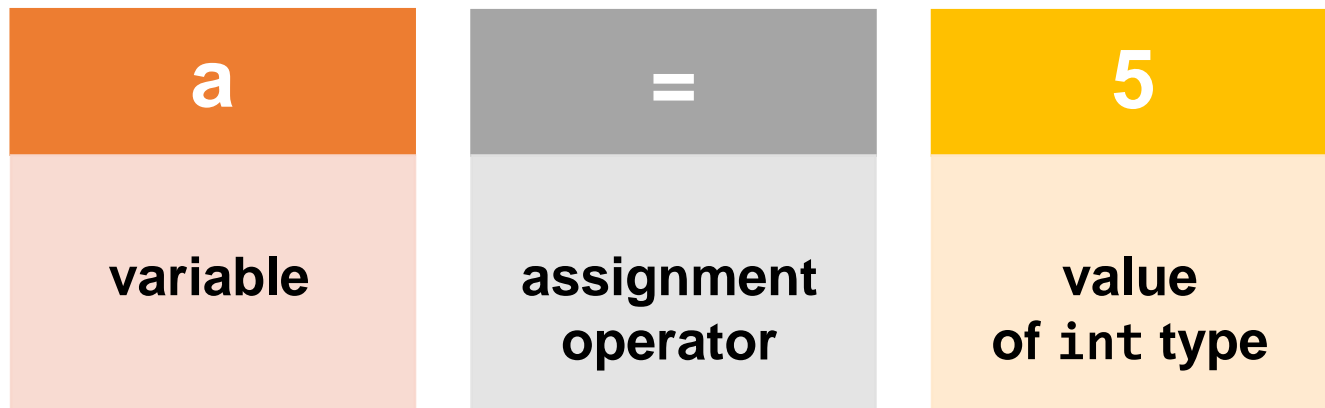 a = 5
variable
assignment
operator
value
of int type